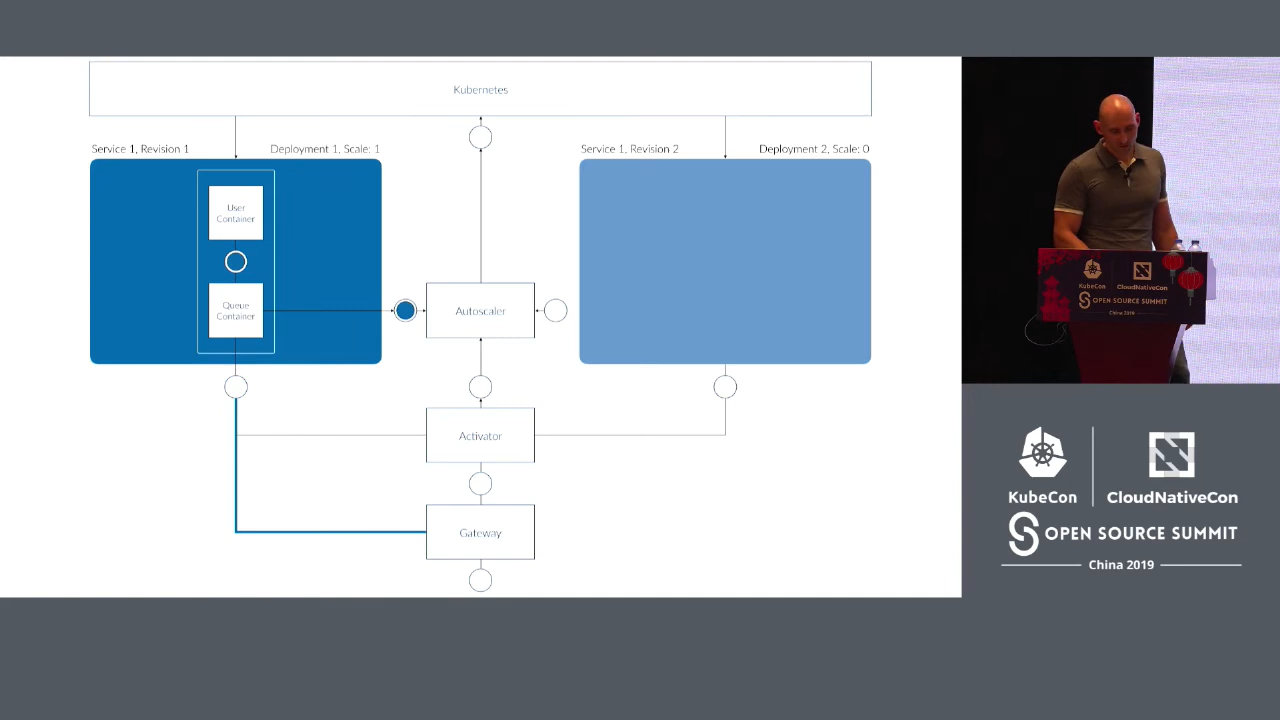 Kubernetes
Service 1, Revision 1
Deployment 1, Scale: 1
Service 1, Revision 2
Deployment 2, Scale: 0
User
Container
Queue
Container
Autoscaler
Activator
Gateway
KubeCon
CloudNativeCon
OPEN SOURCE SUMMIT
China 2019
KubeCon
CloudNativeCon
OPEN SOURCE SUMMIT
China 2019